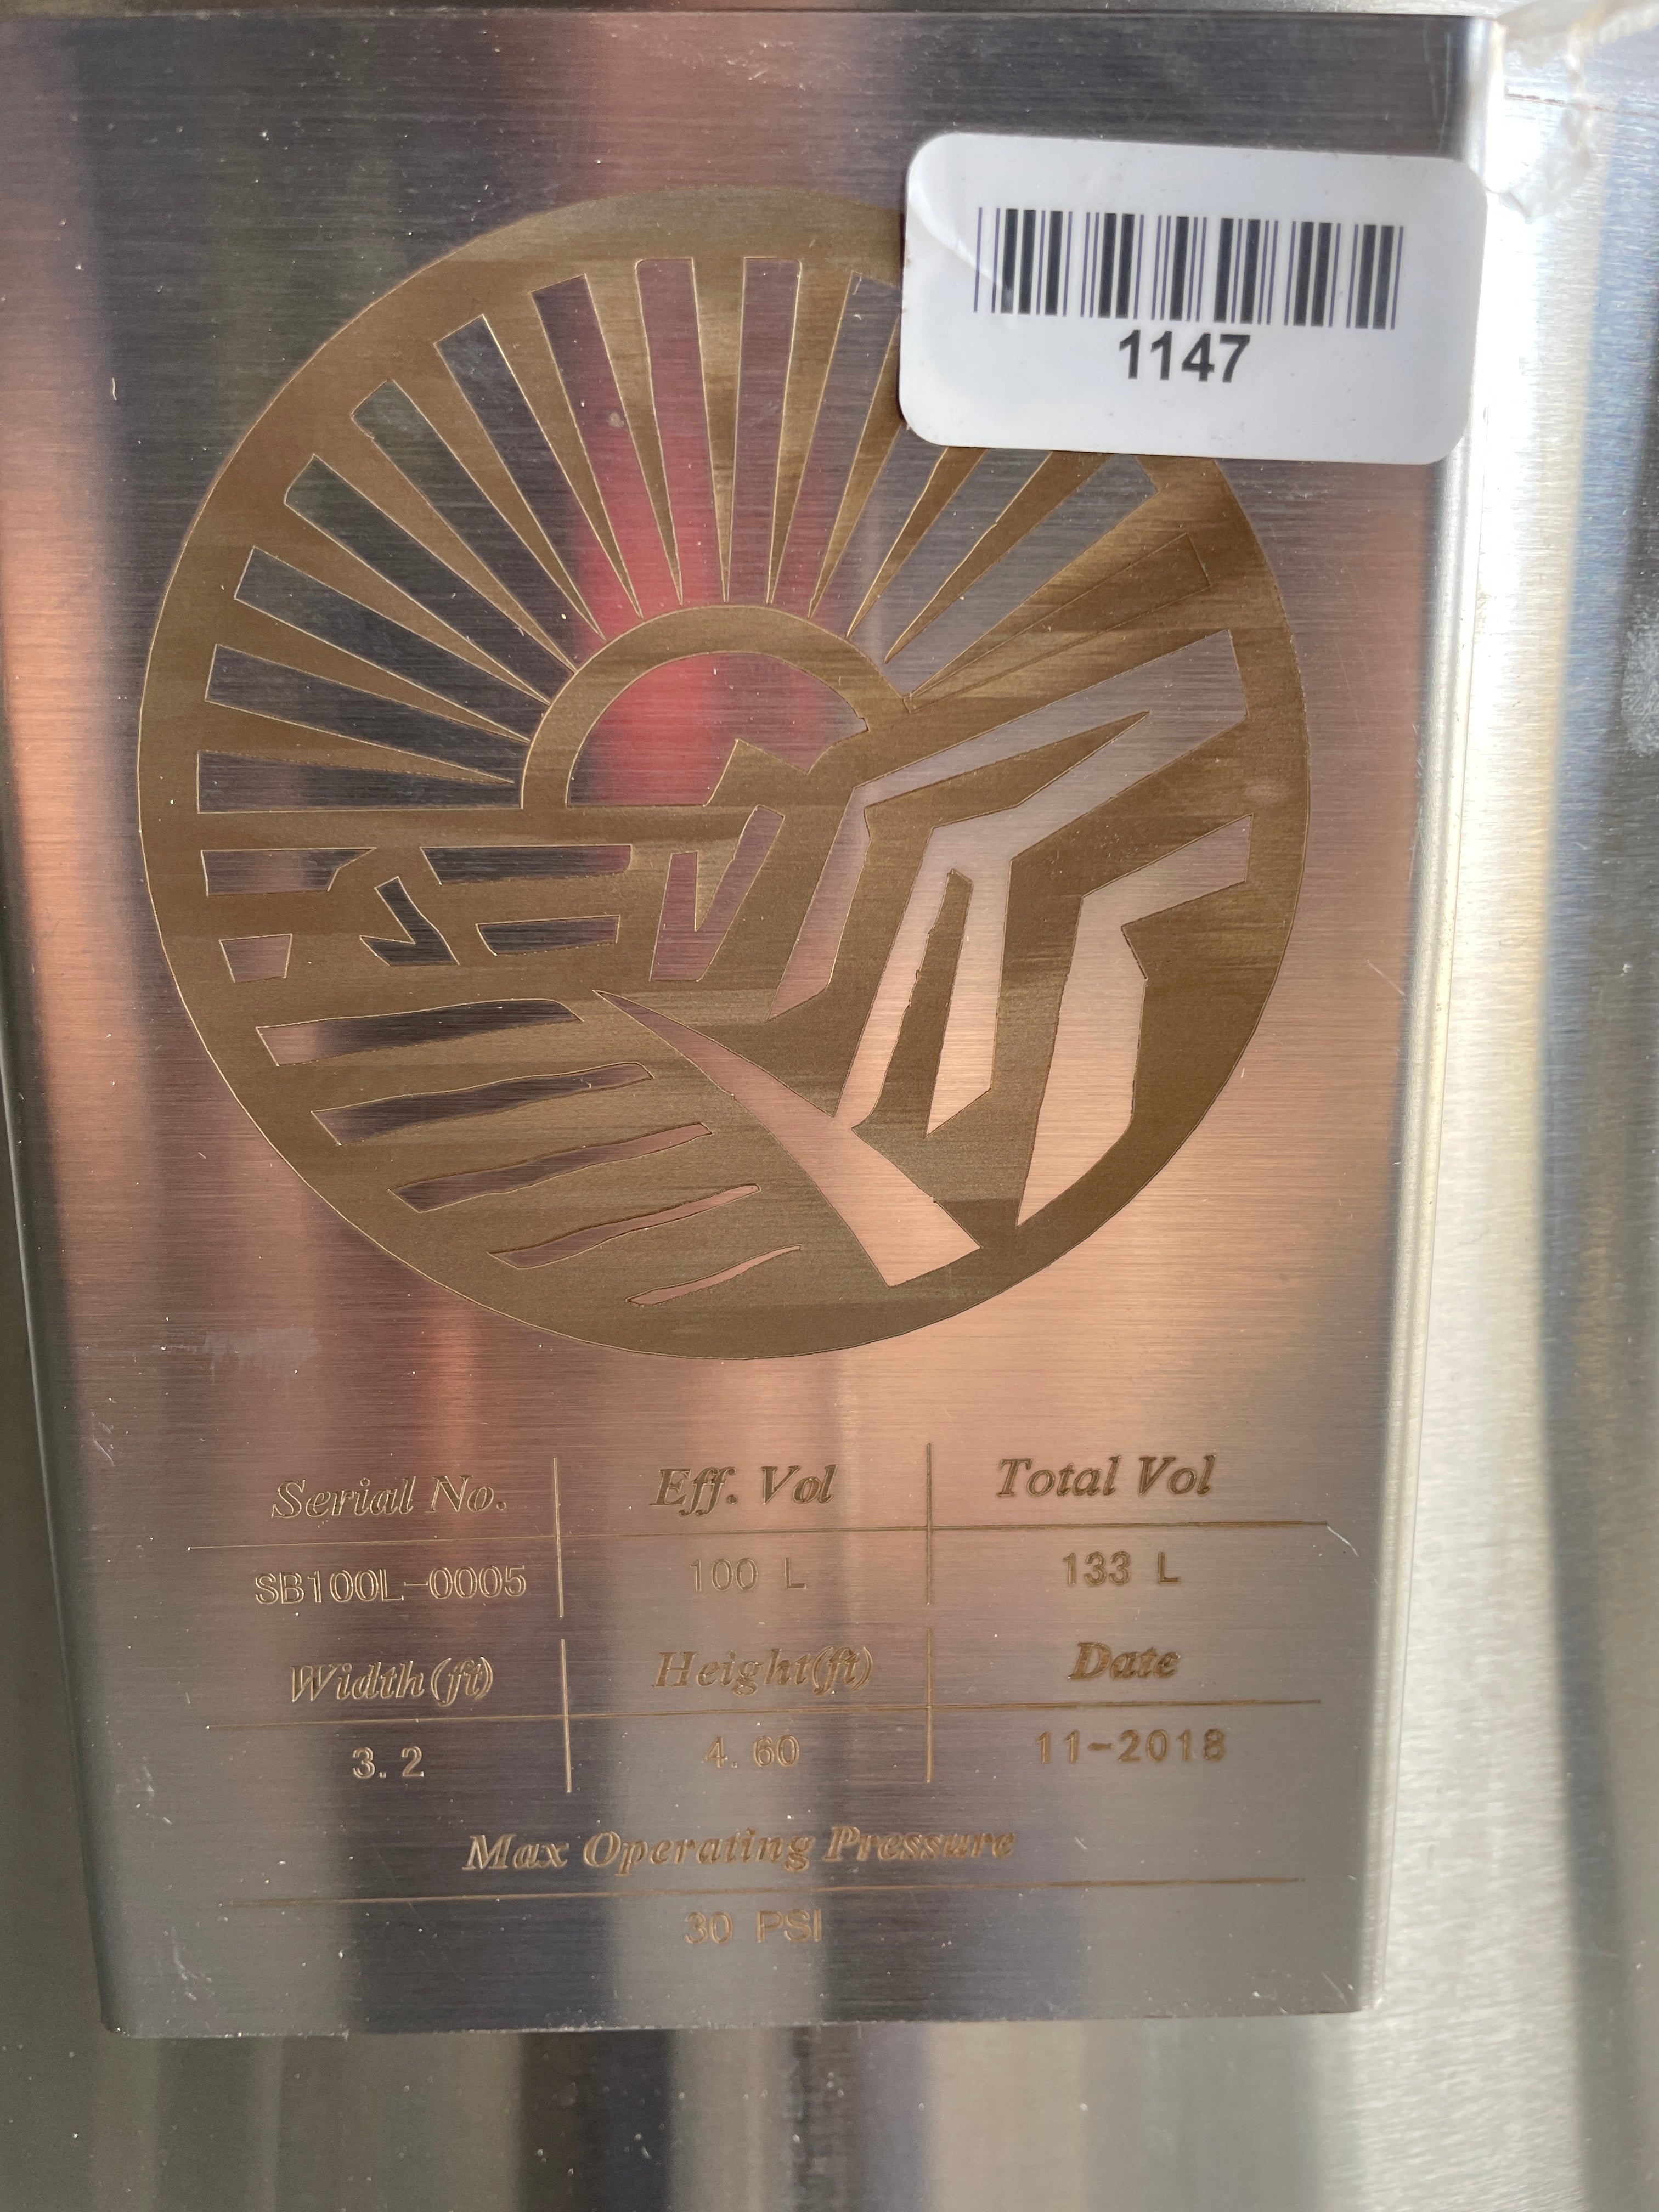 1147
Serial No. Eff. Vol Total Vol
SB100L-0005 100 L 133 L
Width(ft) Height(ft) Date
3.2 4.60 11-2018
Max Operating Pressure
30 PSI